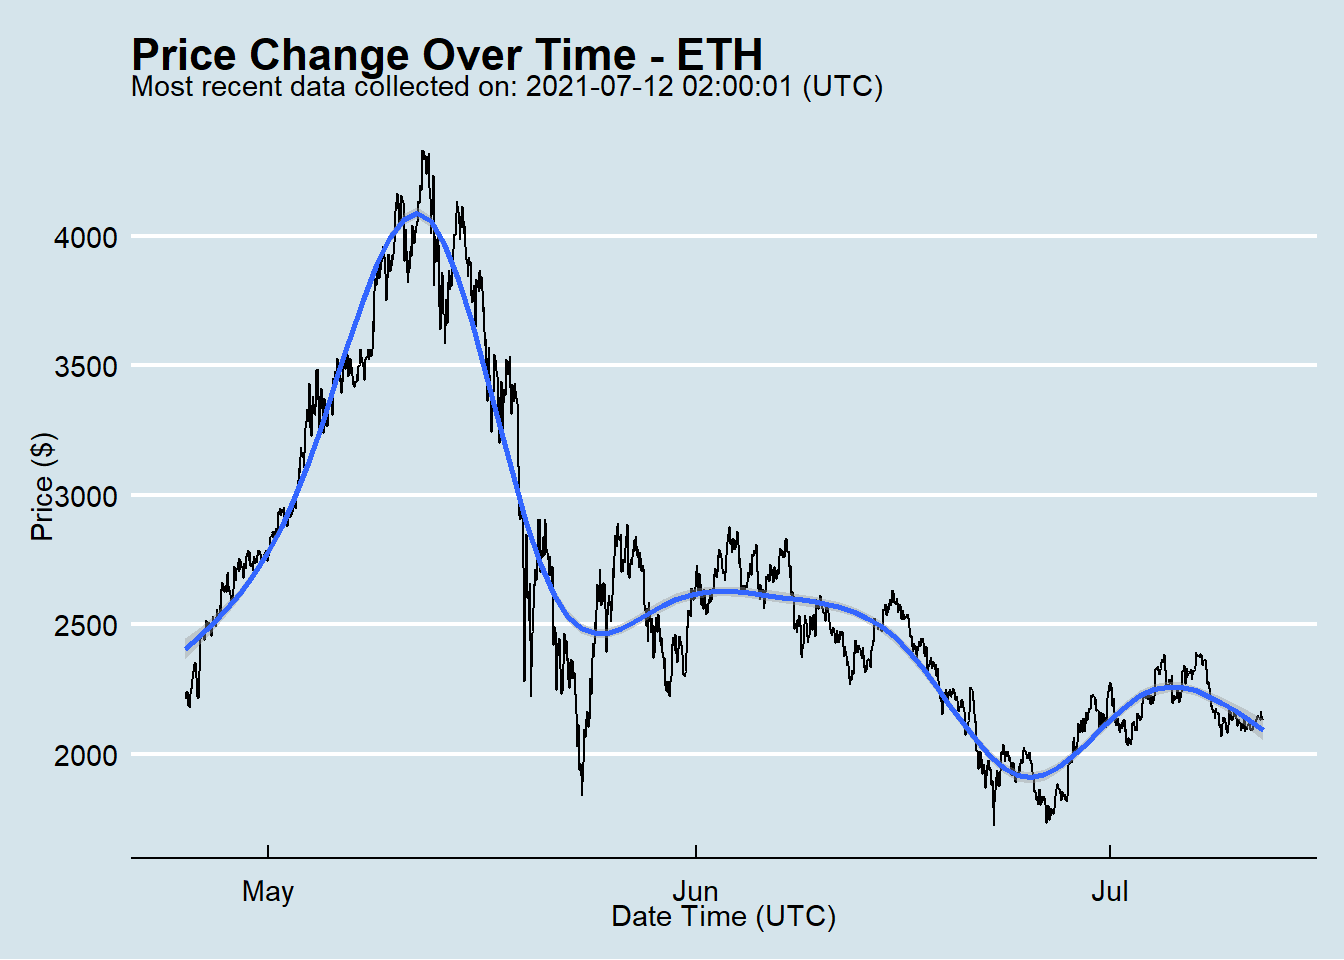 Price Change Over Time - ETH
Most recent data collected on: 2021-07-12 02:00:01 (UTC)
Price ($)
4000
3500
3000
2500
2000
May
Jun
Jul
Date Time (UTC)